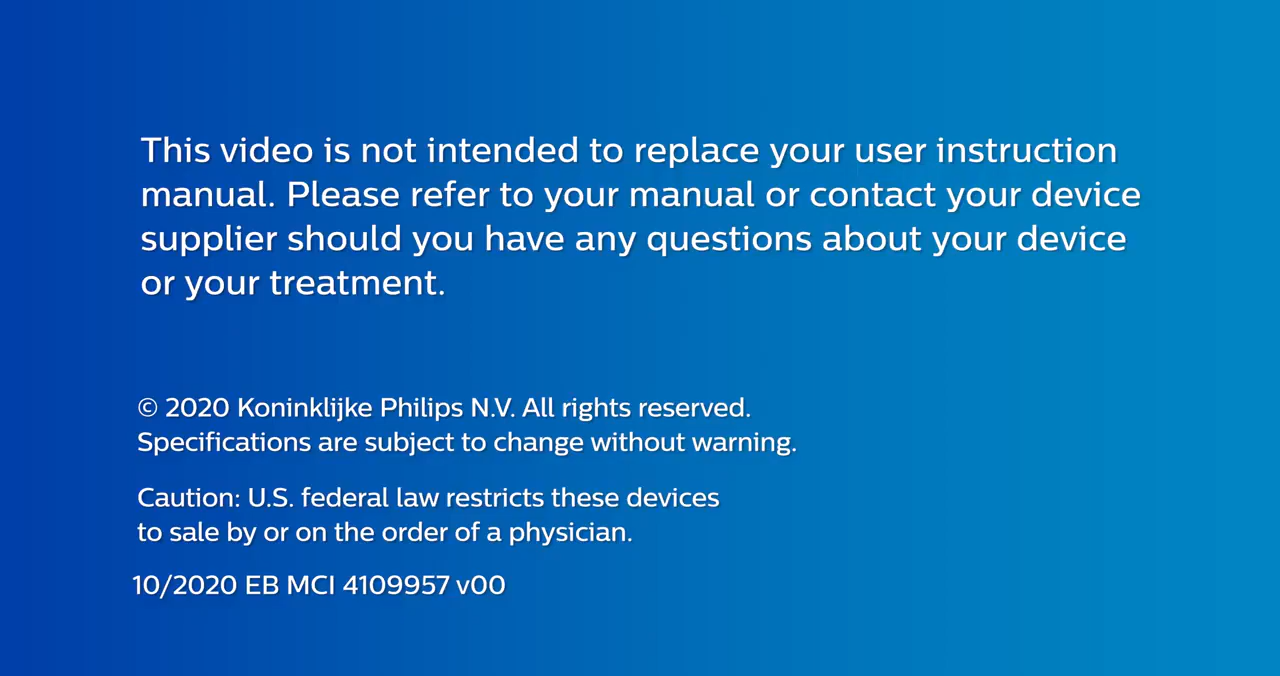 This video is not intended to replace your user instruction
manual. Please refer to your manual or contact your device
supplier should you have any questions about your device
or your treatment.
© 2020 Koninklijke Philips N.V. All rights reserved.
Specifications are subject to change without warning.
Caution: U.S. federal law restricts these devices
to sale by or on the order of a physician.
10/2020 EB MCI 4109957 v00